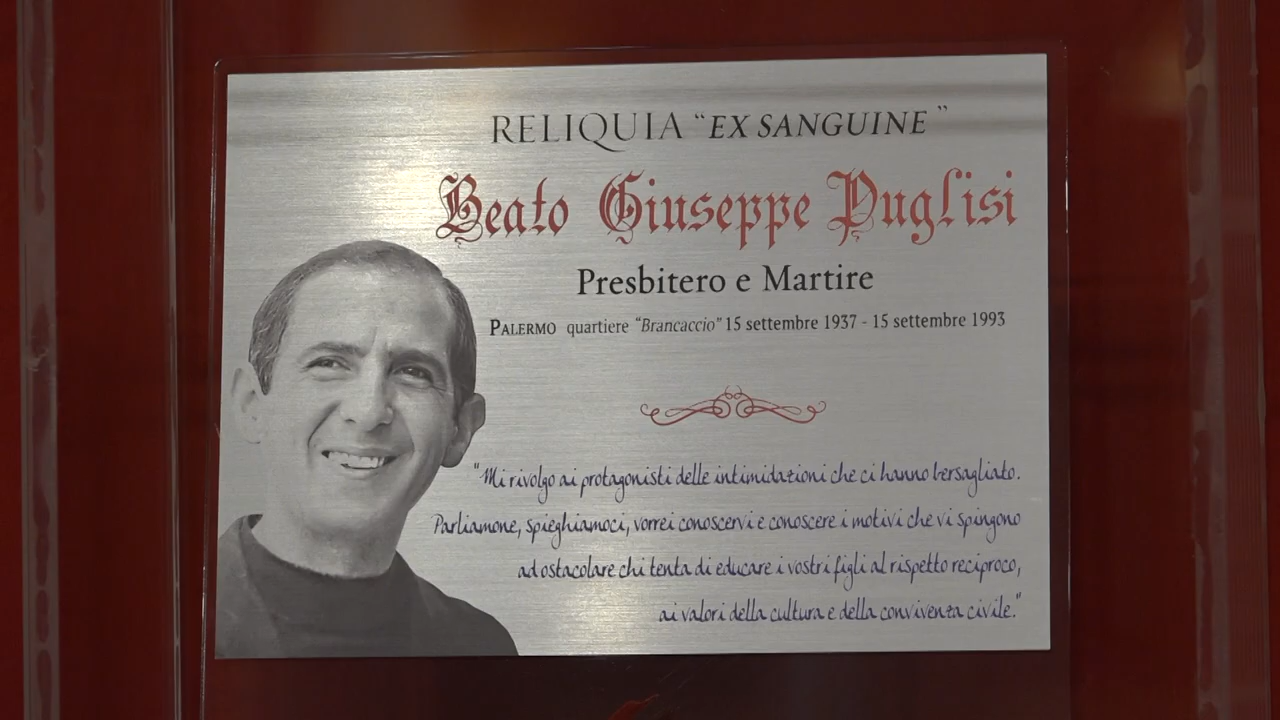 RELIQUIA "EX SANGUINE"
Beato Giuseppe Puglisi
Presbitero e Martire
PALERMO quartiere "Brancaccio" 15 settembre 1937 - 15 settembre 1993
"Mi rivolgo ai protagonisti delle intimidazioni che ci hanno bersagliato.
Parliamone, spieghiamoci, vorrei conoscervi e conoscere i motivi che vi spingono
ad ostacolare chi tenta di educare i vostri figli al rispetto reciproco,
ai valori della cultura e della convivenza civile."